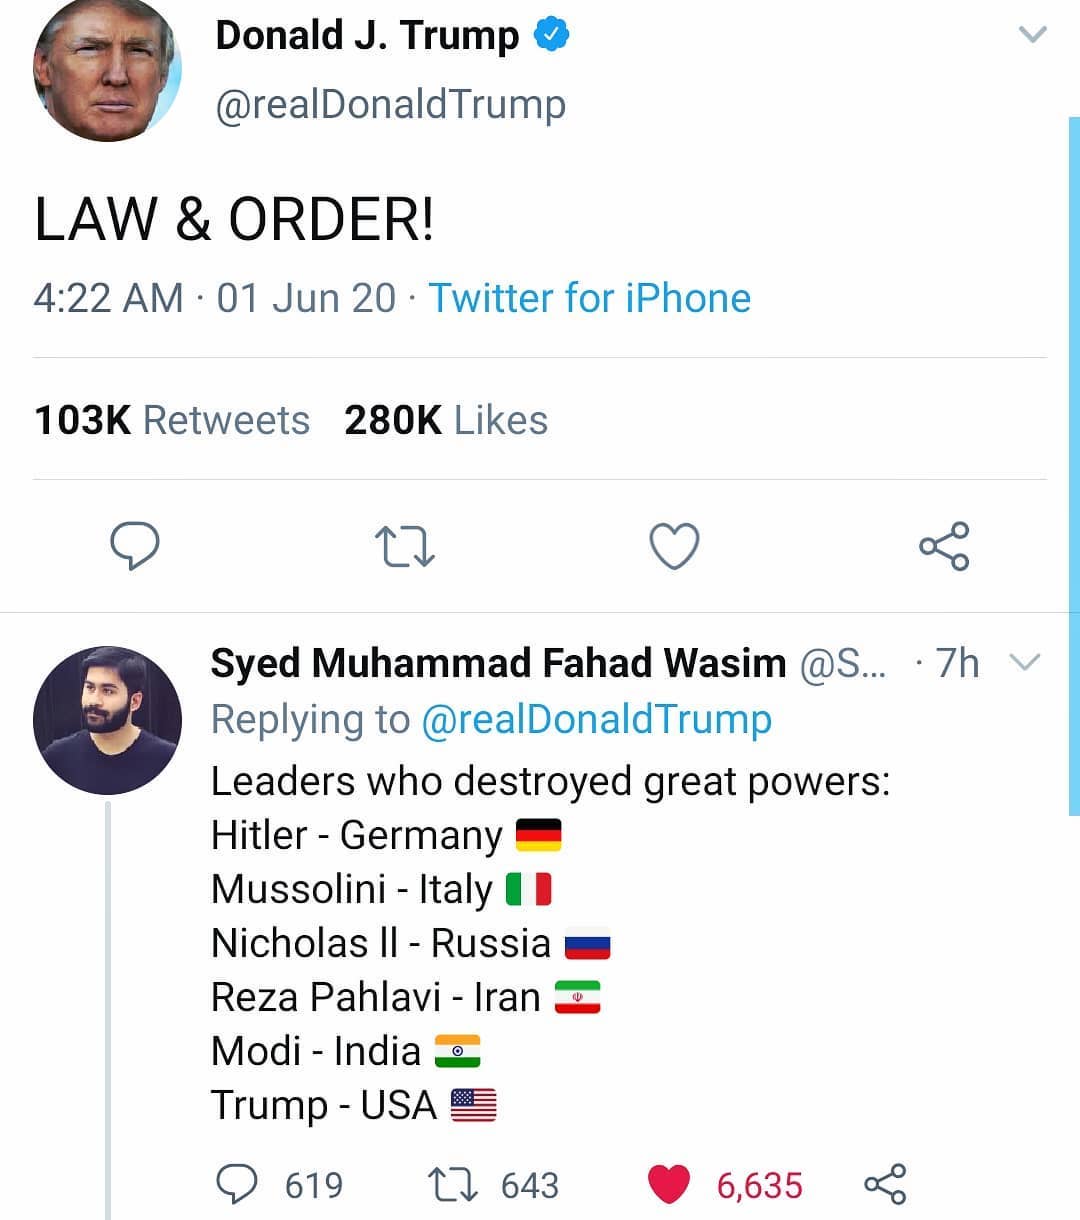 Donald J. Trump
@realDonaldTrump
LAW & ORDER!
4:22 AM · 01 Jun 20 · Twitter for iPhone
103K Retweets 280K Likes
Syed Muhammad Fahad Wasim @S... · 7h
Replying to @realDonaldTrump
Leaders who destroyed great powers:
Hitler - Germany 🇩🇪
Mussolini - Italy 🇮🇹
Nicholas ll - Russia 🇷🇺
Reza Pahlavi - Iran 🇮🇷
Modi - India 🇮🇳
Trump - USA 🇺🇸
619 643 6,635